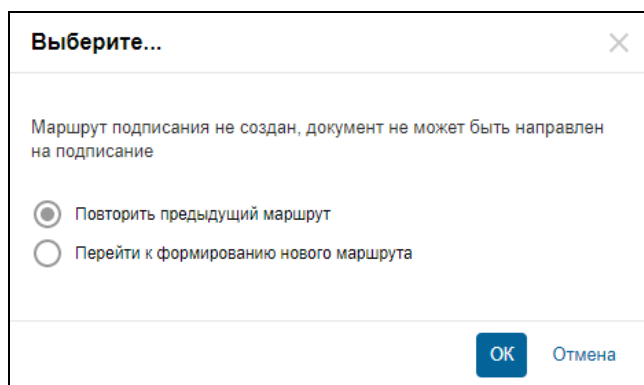 Выберите...
Маршрут подписания не создан, документ не может быть направлен
на подписание
Повторить предыдущий маршрут
Перейти к формированию нового маршрута
ОК
Отмена